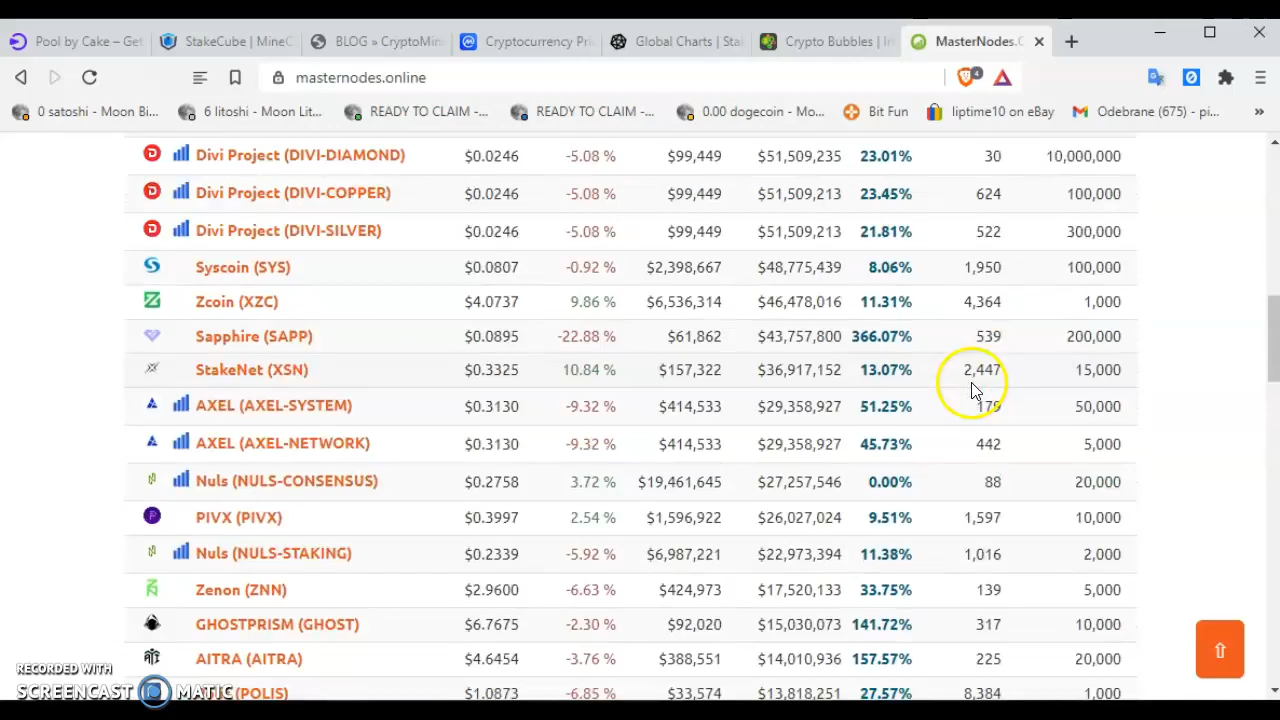 Pool by Cake – Get StakeCube | MineC BLOG » CryptoMin Cryptocurrency Pri Global Charts | Stak Crypto Bubbles | In MasterNodes.O
masternodes.online 4
0 satoshi - Moon Bi... 6 litoshi - Moon Lit... READY TO CLAIM -... READY TO CLAIM -... 0.00 dogecoin - Mo... Bit Fun liptime10 on eBay Odebrane (675) - pi... »
Divi Project (DIVI-DIAMOND) $0.0246 -5.08 % $99,449 $51,509,235 23.01% 30 10,000,000
Divi Project (DIVI-COPPER) $0.0246 -5.08 % $99,449 $51,509,213 23.45% 624 100,000
Divi Project (DIVI-SILVER) $0.0246 -5.08 % $99,449 $51,509,213 21.81% 522 300,000
Syscoin (SYS) $0.0807 -0.92 % $2,398,667 $48,775,439 8.06% 1,950 100,000
Zcoin (XZC) $4.0737 9.86 % $6,536,314 $46,478,016 11.31% 4,364 1,000
Sapphire (SAPP) $0.0895 -22.88 % $61,862 $43,757,800 366.07% 539 200,000
StakeNet (XSN) $0.3325 10.84 % $157,322 $36,917,152 13.07% 2,447 15,000
AXEL (AXEL-SYSTEM) $0.3130 -9.32 % $414,533 $29,358,927 51.25% 179 50,000
AXEL (AXEL-NETWORK) $0.3130 -9.32 % $414,533 $29,358,927 45.73% 442 5,000
Nuls (NULS-CONSENSUS) $0.2758 3.72 % $19,461,645 $27,257,546 0.00% 88 20,000
PIVX (PIVX) $0.3997 2.54 % $1,596,922 $26,027,024 9.51% 1,597 10,000
Nuls (NULS-STAKING) $0.2339 -5.92 % $6,987,221 $22,973,394 11.38% 1,016 2,000
Zenon (ZNN) $2.9600 -6.63 % $424,973 $17,520,133 33.75% 139 5,000
GHOSTPRISM (GHOST) $6.7675 -2.30 % $92,020 $15,030,073 141.72% 317 10,000
AITRA (AITRA) $4.6454 -3.76 % $388,551 $14,010,936 157.57% 225 20,000
(POLIS) $1.0873 -6.85 % $33,574 $13,818,251 27.57% 8,384 1,000
RECORDED WITH
SCREENCAST MATIC